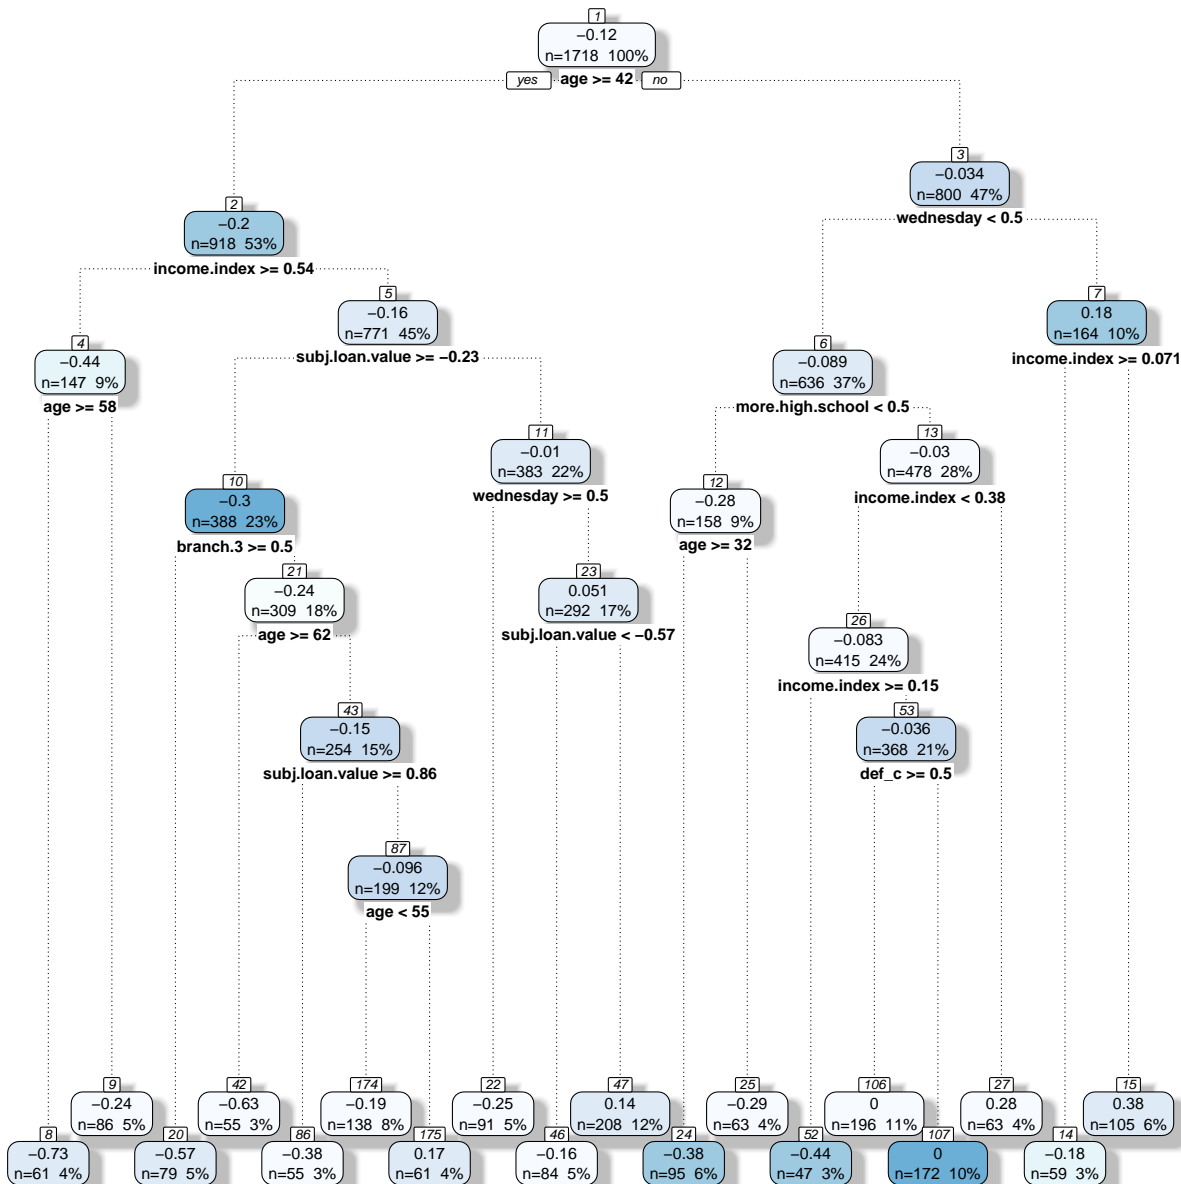 1
−0.12
n=1718 100%
yes age >= 42 no
3
−0.034
n=800 47%
wednesday < 0.5
2
−0.2
n=918 53%
income.index >= 0.54
5
−0.16
n=771 45%
subj.loan.value >= −0.23
7
0.18
n=164 10%
income.index >= 0.071
4
−0.44
n=147 9%
age >= 58
6
−0.089
n=636 37%
more.high.school < 0.5
11
−0.01
n=383 22%
wednesday >= 0.5
13
−0.03
n=478 28%
income.index < 0.38
10
−0.3
n=388 23%
branch.3 >= 0.5
12
−0.28
n=158 9%
age >= 32
21
−0.24
n=309 18%
age >= 62
23
0.051
n=292 17%
subj.loan.value < −0.57
26
−0.083
n=415 24%
income.index >= 0.15
43
−0.15
n=254 15%
subj.loan.value >= 0.86
53
−0.036
n=368 21%
def_c >= 0.5
87
−0.096
n=199 12%
age < 55
8
−0.73
n=61 4%
9
−0.24
n=86 5%
20
−0.57
n=79 5%
42
−0.63
n=55 3%
86
−0.38
n=55 3%
174
−0.19
n=138 8%
175
0.17
n=61 4%
22
−0.25
n=91 5%
46
−0.16
n=84 5%
47
0.14
n=208 12%
24
−0.38
n=95 6%
25
−0.29
n=63 4%
52
−0.44
n=47 3%
106
0
n=196 11%
107
0
n=172 10%
27
0.28
n=63 4%
14
−0.18
n=59 3%
15
0.38
n=105 6%